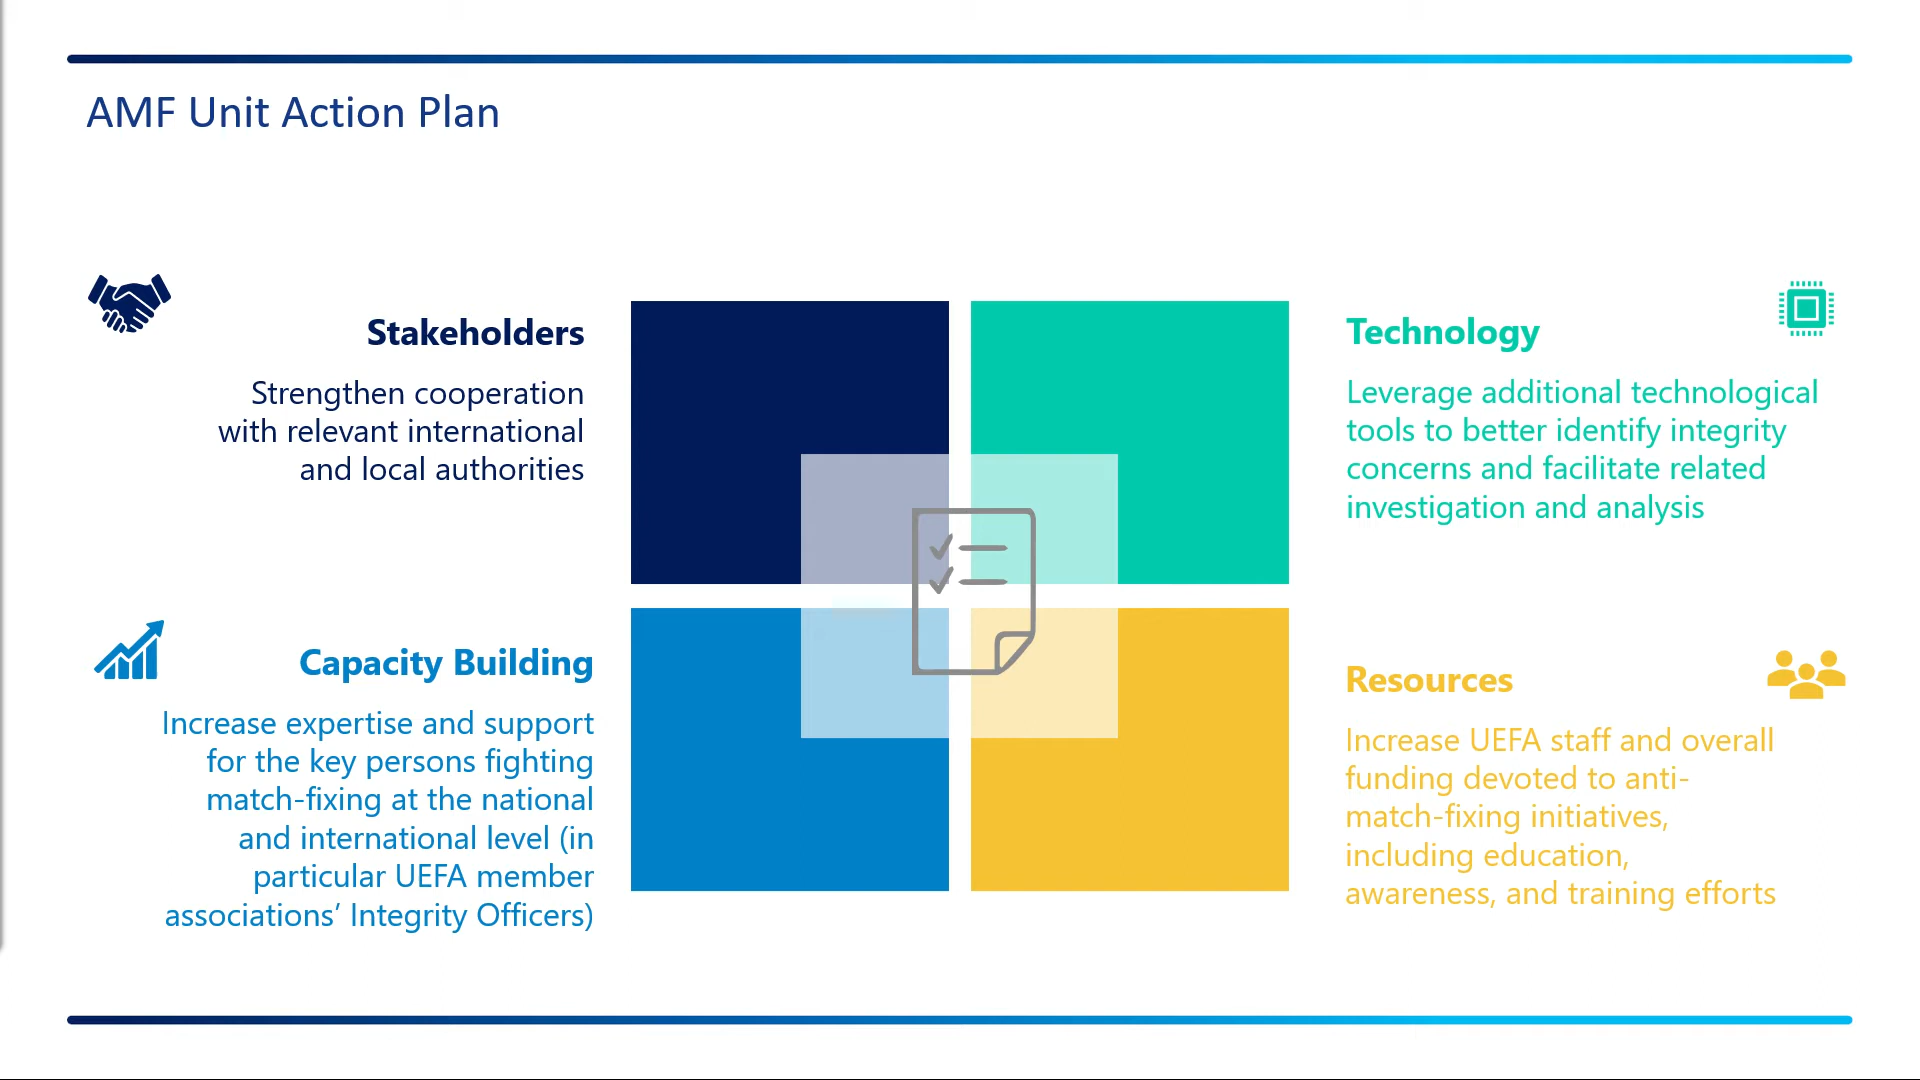 AMF Unit Action Plan
Stakeholders
Strengthen cooperation
with relevant international
and local authorities
Technology
Leverage additional technological
tools to better identify integrity
concerns and facilitate related
investigation and analysis
Capacity Building
Increase expertise and support
for the key persons fighting
match-fixing at the national
and international level (in
particular UEFA member
associations’ Integrity Officers)
Resources
Increase UEFA staff and overall
funding devoted to anti-
match-fixing initiatives,
including education,
awareness, and training efforts